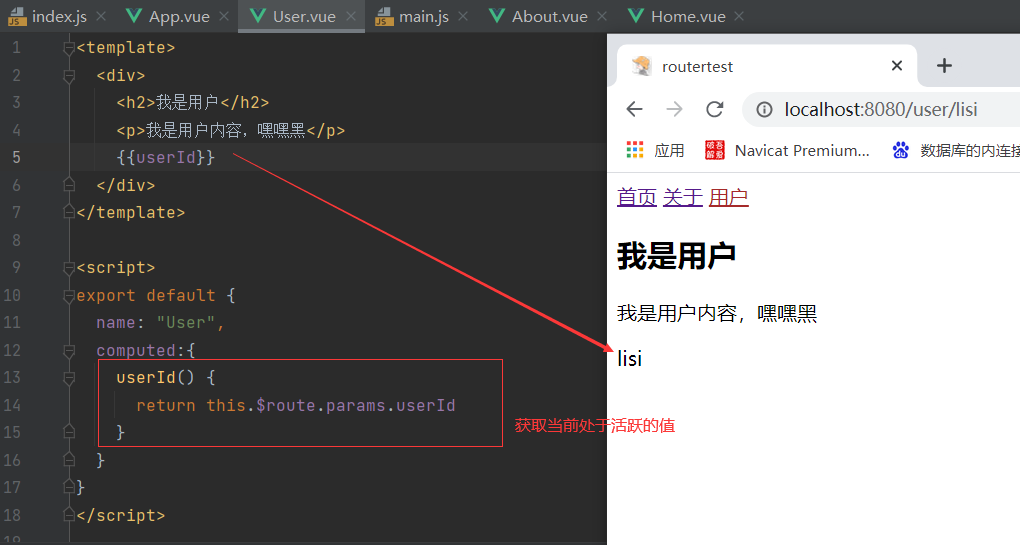 index.js App.vue User.vue main.js About.vue Home.vue
1 <template>
2 <div>
3 <h2>我是用户</h2>
4 <p>我是用户内容，嘿嘿黑</p>
5 {{userId}}
6 </div>
7 </template>
8
9 <script>
10 export default {
11 name: "User",
12 computed:{
13 userId() {
14 return this.$route.params.userId
15 }
16 }
17 }
18 </script>
19
获取当前处于活跃的值
routertest
localhost:8080/user/lisi
应用 Navicat Premium... 数据库的内连接
首页 关于 用户
我是用户
我是用户内容，嘿嘿黑
lisi